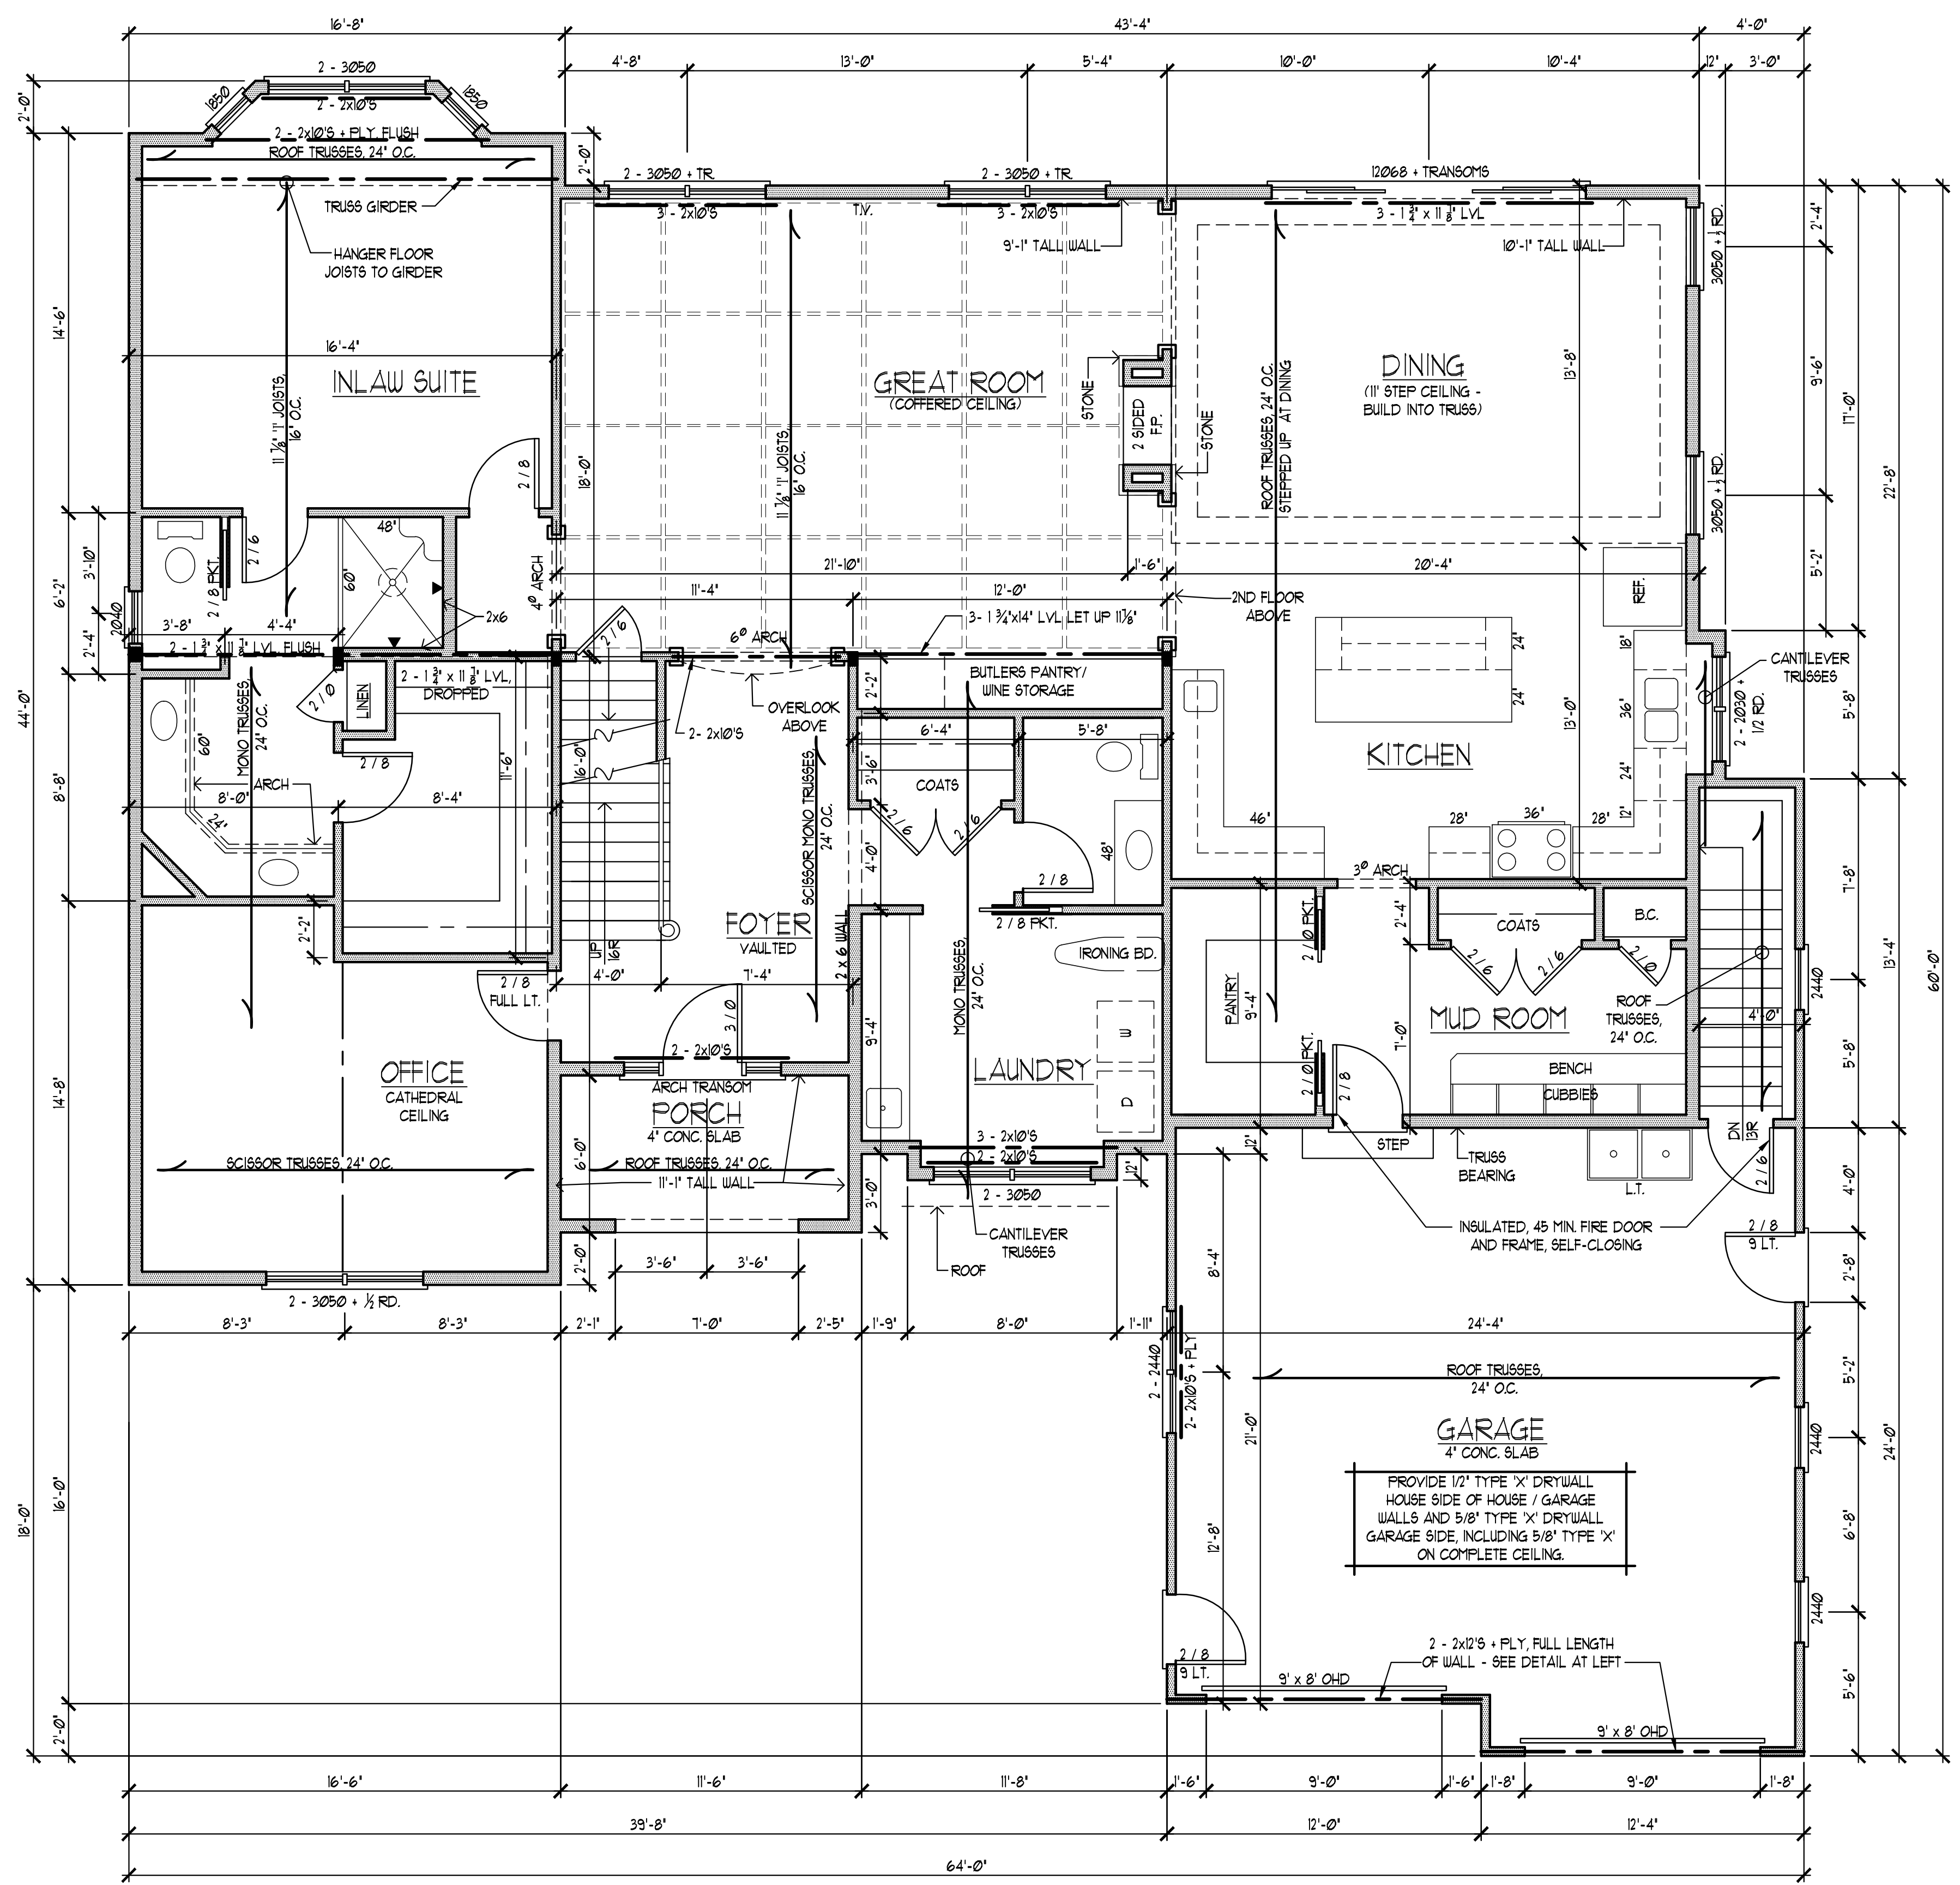 16'-8"
43'-4"
4'-0"
4'-8"
13'-0"
5'-4"
10'-0"
10'-4"
12"
3'-0"
2 - 3050
1850
1850
2 - 2x10'S
2'-0"
2 - 2x10'S + PLY. FLUSH
ROOF TRUSSES, 24" O.C.
2'-0"
2 - 3050 + TR.
2 - 3050 + TR.
12068 + TRANSOMS
TRUSS GIRDER
3 - 2x10'S
T.V.
3 - 2x10'S
3 - 1 3/4" x 11 7/8" LVL
3050 + 1/2 RD.
2'-4"
HANGER FLOOR
JOISTS TO GIRDER
9'-1" TALL WALL
10'-1" TALL WALL
14'-6"
16'-4"
INLAW SUITE
11 7/8" 'I' JOISTS,
16" O.C.
GREAT ROOM
(COFFERED CEILING)
11 7/8" 'I' JOISTS,
16" O.C.
STONE
2 SIDED
F.P.
STONE
ROOF TRUSSES, 24" O.C.
STEPPED UP AT DINING
DINING
(11' STEP CEILING -
BUILD INTO TRUSS)
13'-8"
9'-6"
17'-0"
22'-8"
2 / 8
18'-0"
3050 + 1/2 RD.
48"
2 / 6
60"
2 / 8 PKT.
3'-10"
6'-2"
2040
2'-4"
3'-8"
4'-4"
2x6
4⁰ ARCH
21'-10"
1'-6"
20'-4"
5'-2"
11'-4"
12'-0"
2ND FLOOR
ABOVE
REF.
2 - 1 3/4" x 11 7/8" LVL FLUSH
2 / 6
6⁰ ARCH
3- 1 3/4"x14" LVL LET UP 11 7/8"
24"
24"
18"
36"
24"
12"
13'-0"
CANTILEVER
TRUSSES
2 - 2030 +
1/2 RD.
5'-8"
44'-0"
MONO TRUSSES,
24" O.C.
2 / 0
LINEN
2 - 1 3/4" x 11 7/8" LVL,
DROPPED
OVERLOOK
ABOVE
2- 2x10'S
2'-2"
BUTLERS PANTRY/
WINE STORAGE
6'-4"
5'-8"
3'-6"
COATS
2 / 6
2 / 6
60"
2 / 8
11'-6"
16'-0"
SCISSOR MONO TRUSSES,
24" O.C.
KITCHEN
8'-8"
ARCH
8'-0"
8'-4"
24"
4'-0"
48"
2 / 8
46"
28"
36"
28"
3⁰ ARCH
7'-8"
60'-0"
2'-2"
UP
16R
FOYER
VAULTED
2 x 6 WALL
2 / 8 PKT.
IRONING BD.
2 / 0 PKT.
2'-4"
COATS
B.C.
2 / 6
2 / 6
2 / 0
2 / 8
FULL LT.
4'-0"
7'-4"
3 / 0
9'-4"
MONO TRUSSES,
24" O.C.
W
D
PANTRY
9'-4"
2 / 0 PKT.
7'-0"
MUD ROOM
ROOF
TRUSSES,
24" O.C.
4'-0"
2440
13'-4"
OFFICE
CATHEDRAL
CEILING
2 - 2x10'S
ARCH TRANSOM
PORCH
4" CONC. SLAB
LAUNDRY
2 / 8
BENCH
CUBBIES
5'-8"
14'-8"
3 - 2x10'S
2 - 2x10'S
12"
12"
STEP
DN
13R
SCISSOR TRUSSES, 24" O.C.
6'-0"
ROOF TRUSSES, 24" O.C.
11'-1" TALL WALL
3'-0"
2 - 3050
TRUSS
BEARING
L.T.
2 / 6
4'-0"
CANTILEVER
TRUSSES
ROOF
INSULATED, 45 MIN. FIRE DOOR
AND FRAME, SELF-CLOSING
2 / 8
9 LT.
2'-8"
2'-0"
3'-6"
3'-6"
8'-4"
2 - 3050 + 1/2 RD.
8'-3"
8'-3"
2'-1"
7'-0"
2'-5"
1'-9"
8'-0"
1'-11"
24'-4"
2 - 2440
2- 2x10'S + PLY
21'-0"
ROOF TRUSSES,
24" O.C.
5'-2"
GARAGE
4" CONC. SLAB
2440
24'-0"
PROVIDE 1/2" TYPE 'X' DRYWALL
HOUSE SIDE OF HOUSE / GARAGE
WALLS AND 5/8" TYPE 'X' DRYWALL
GARAGE SIDE, INCLUDING 5/8" TYPE 'X'
ON COMPLETE CEILING.
18'-0"
16'-0"
12'-8"
6'-8"
2440
2 / 8
9 LT.
2 - 2x12'S + PLY, FULL LENGTH
OF WALL - SEE DETAIL AT LEFT
9' x 8' OHD
5'-6"
2'-0"
9' x 8' OHD
16'-6"
11'-6"
11'-8"
1'-6"
9'-0"
1'-6"
1'-8"
9'-0"
1'-8"
39'-8"
12'-0"
12'-4"
64'-0"